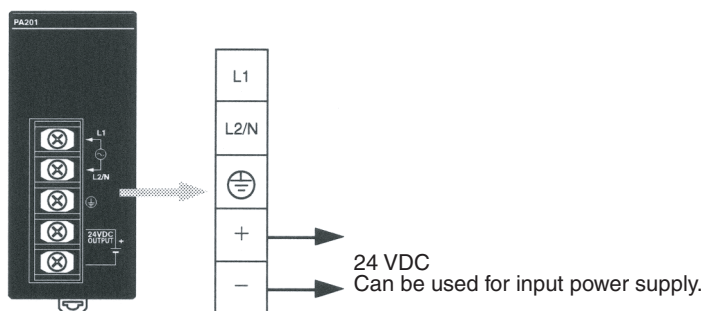 PA201
L1
L2/N
24VDC
OUTPUT
+
L1
L2/N
+
−
24 VDC
Can be used for input power supply.